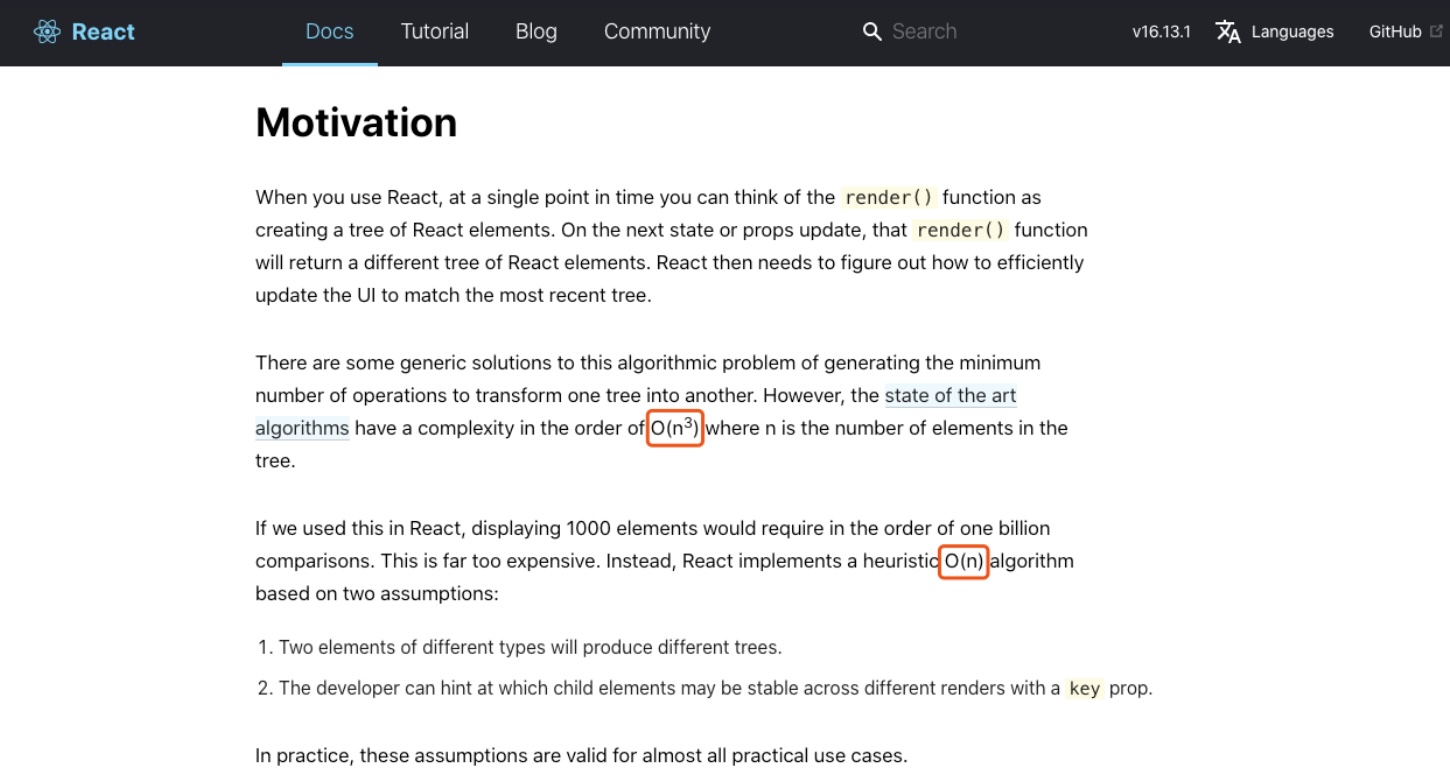 React Docs Tutorial Blog Community Search v16.13.1 Languages GitHub
Motivation
When you use React, at a single point in time you can think of the render() function as
creating a tree of React elements. On the next state or props update, that render() function
will return a different tree of React elements. React then needs to figure out how to efficiently
update the UI to match the most recent tree.
There are some generic solutions to this algorithmic problem of generating the minimum
number of operations to transform one tree into another. However, the state of the art
algorithms have a complexity in the order of O(n³) where n is the number of elements in the
tree.
If we used this in React, displaying 1000 elements would require in the order of one billion
comparisons. This is far too expensive. Instead, React implements a heuristic O(n) algorithm
based on two assumptions:
1. Two elements of different types will produce different trees.
2. The developer can hint at which child elements may be stable across different renders with a key prop.
In practice, these assumptions are valid for almost all practical use cases.